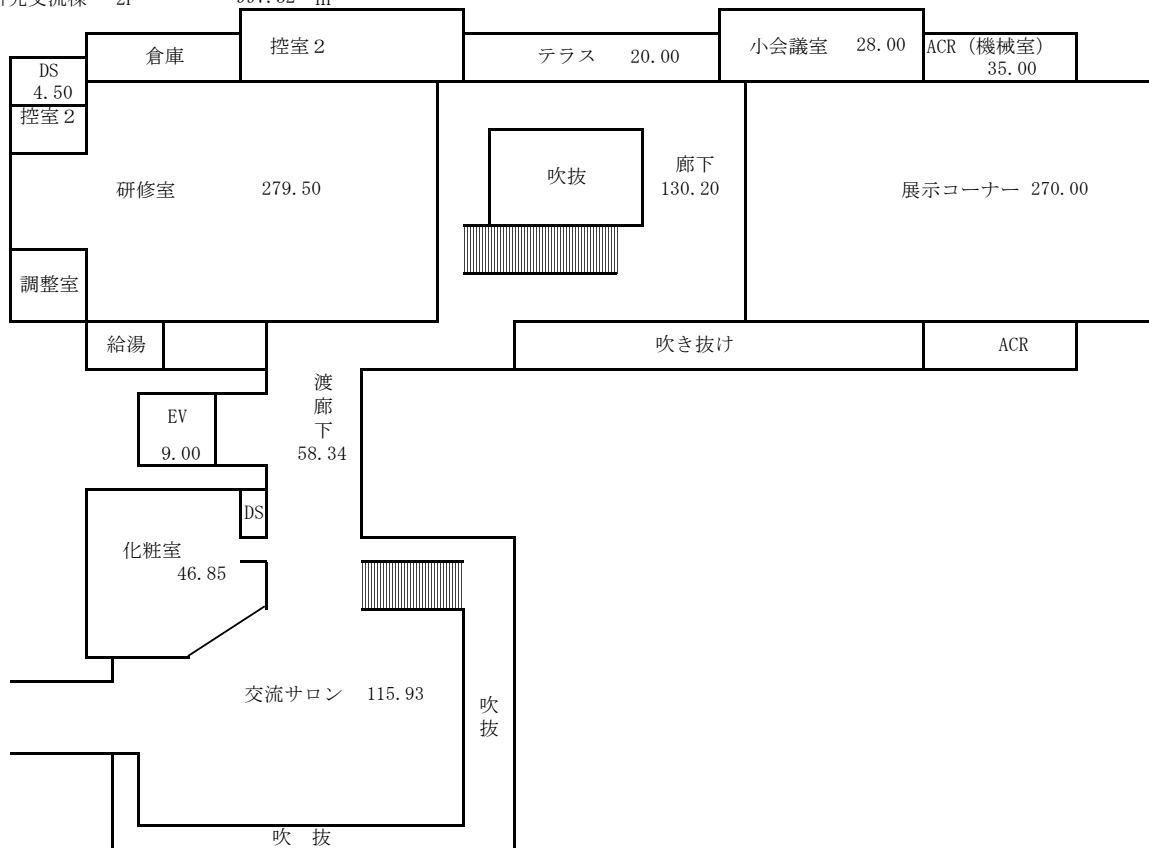 倉庫
控室２
テラス 20.00
小会議室 28.00
ACR（機械室）
35.00
DS
4.50
控室２
研修室 279.50
吹抜
廊下
130.20
展示コーナー 270.00
調整室
給湯
吹き抜け
ACR
渡
廊
下
58.34
EV
9.00
DS
化粧室
46.85
交流サロン 115.93
吹
抜
吹 抜